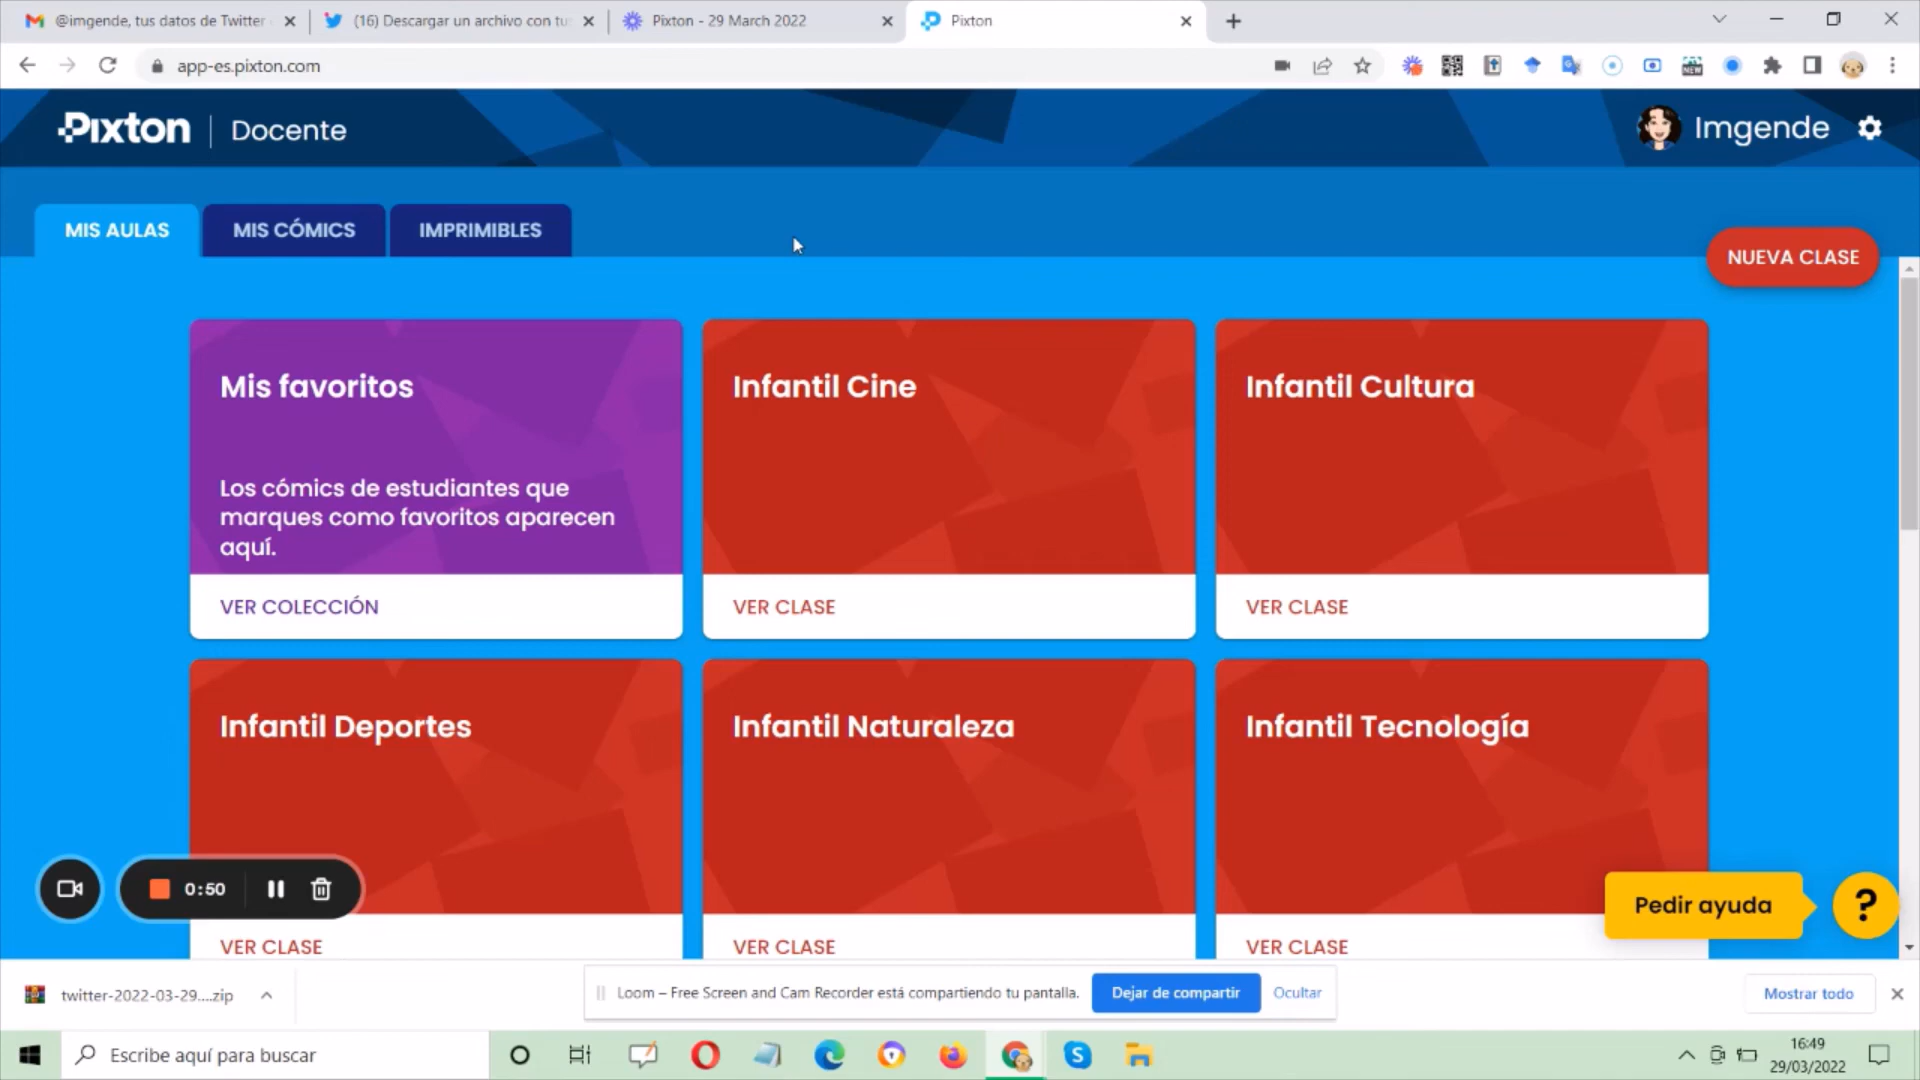 @imgende, tus datos de Twitter
(16) Descargar un archivo con tu
Pixton - 29 March 2022
Pixton
app-es.pixton.com
NEW
Pixton | Docente
Imgende
MIS AULAS
MIS CÓMICS
IMPRIMIBLES
NUEVA CLASE
Mis favoritos
Los cómics de estudiantes que
marques como favoritos aparecen
aquí.
VER COLECCIÓN
Infantil Cine
VER CLASE
Infantil Cultura
VER CLASE
Infantil Deportes
VER CLASE
Infantil Naturaleza
VER CLASE
Infantil Tecnología
VER CLASE
0:50
Pedir ayuda
?
twitter-2022-03-29....zip
Loom – Free Screen and Cam Recorder está compartiendo tu pantalla.
Dejar de compartir
Ocultar
Mostrar todo
Escribe aquí para buscar
16:49
29/03/2022